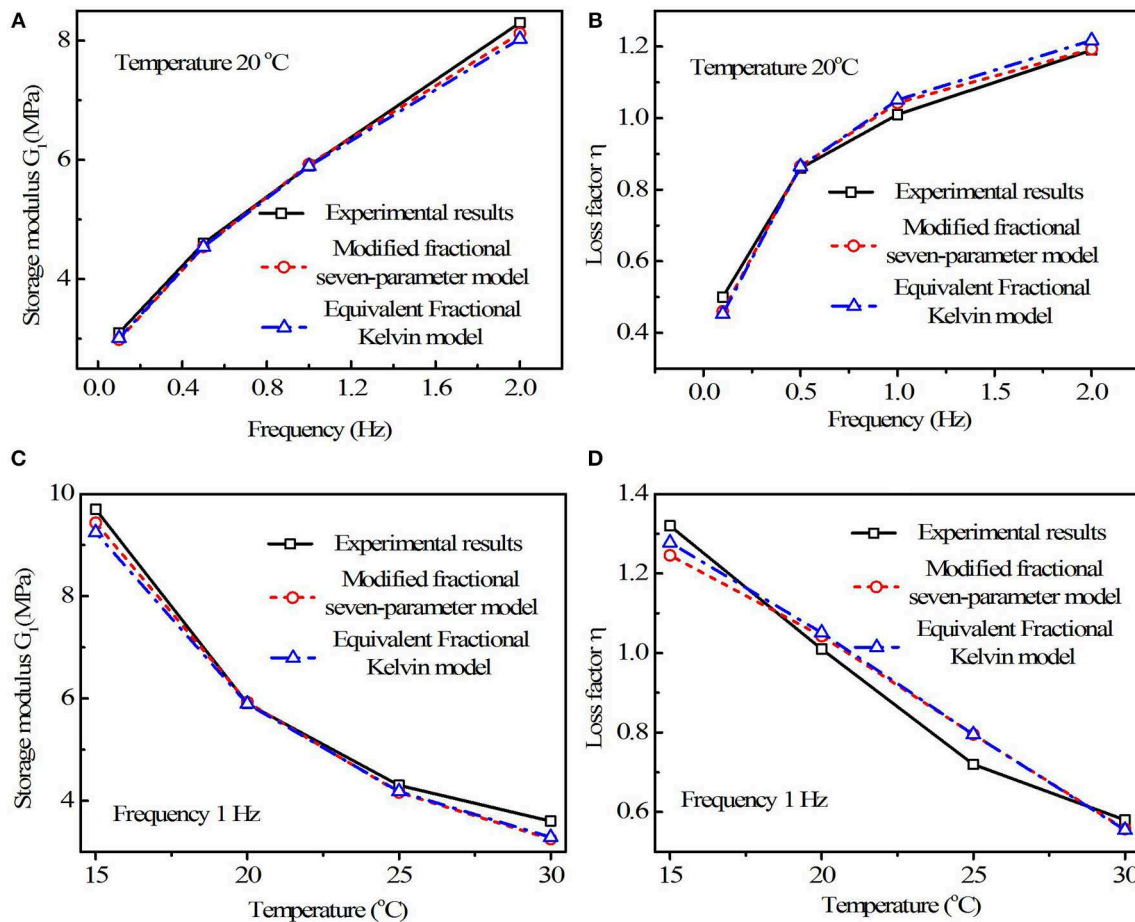 A
Temperature 20 °C
Experimental results
Modified fractional
seven-parameter model
Equivalent Fractional
Kelvin model
Storage modulus G1(MPa)
8
6
4
0.0 0.4 0.8 1.2 1.6 2.0
Frequency (Hz)
B
Temperature 20°C
Experimental results
Modified fractional
seven-parameter model
Equivalent Fractional
Kelvin model
Loss factor η
1.2
1.0
0.8
0.6
0.4
0.0 0.5 1.0 1.5 2.0
Frequency (Hz)
C
Experimental results
Modified fractional
seven-parameter model
Equivalent Fractional
Kelvin model
Frequency 1 Hz
Storage modulus G1(MPa)
10
8
6
4
15 20 25 30
Temperature (°C)
D
Experimental results
Modified fractional
seven-parameter model
Equivalent Fractional
Kelvin model
Frequency 1 Hz
Loss factor η
1.4
1.2
1.0
0.8
0.6
15 20 25 30
Temperature (°C)